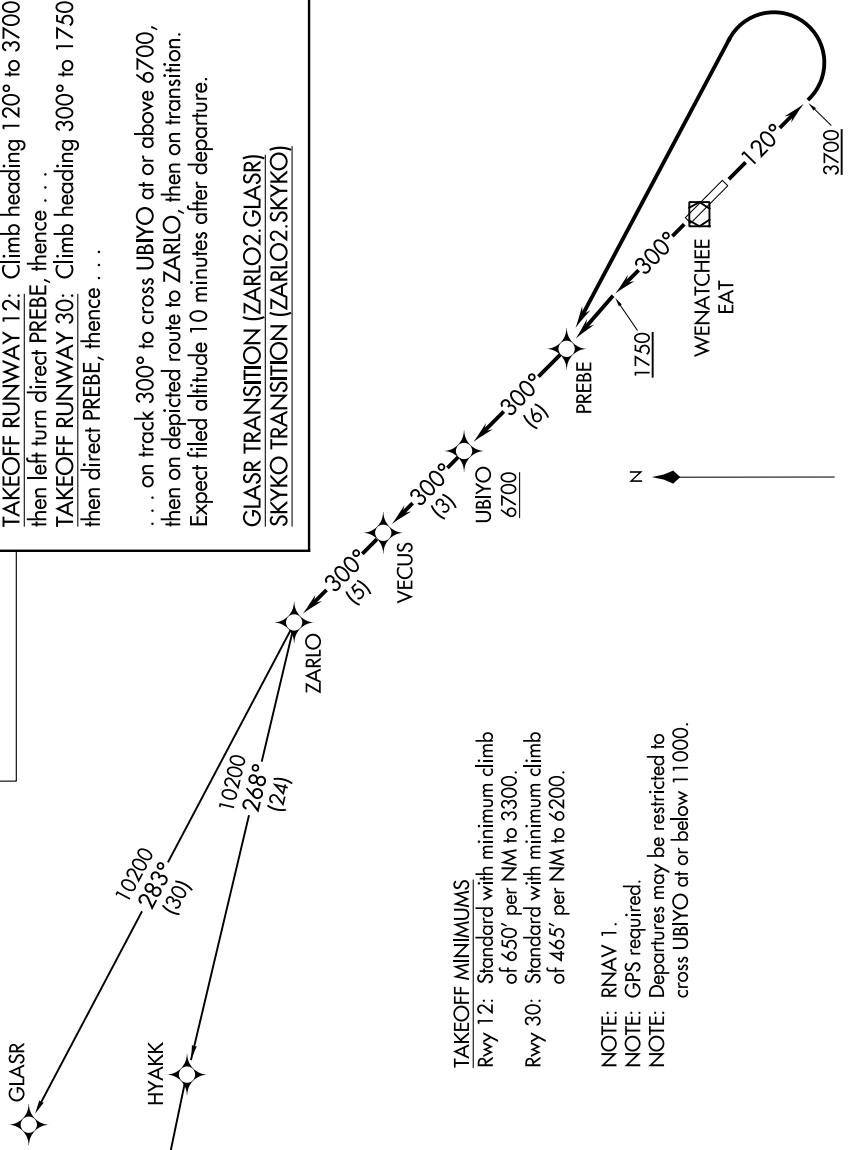 TAKEOFF RUNWAY 12: Climb heading 120° to 3700
then left turn direct PREBE, thence . . .
TAKEOFF RUNWAY 30: Climb heading 300° to 1750
then direct PREBE, thence . . .
. . . on track 300° to cross UBIYO at or above 6700,
then on depicted route to ZARLO, then on transition.
Expect filed altitude 10 minutes after departure.
GLASR TRANSITION (ZARLO2.GLASR)
SKYKO TRANSITION (ZARLO2.SKYKO)
GLASR
10200
283°
(30)
HYAKK
10200
268°
(24)
ZARLO
300°
(5)
VECUS
300°
(3)
UBIYO
6700
300°
(6)
PREBE
1750
300°
WENATCHEE
EAT
120°
3700
N
TAKEOFF MINIMUMS
Rwy 12: Standard with minimum climb
of 650' per NM to 3300.
Rwy 30: Standard with minimum climb
of 465' per NM to 6200.
NOTE: RNAV 1.
NOTE: GPS required.
NOTE: Departures may be restricted to
cross UBIYO at or below 11000.